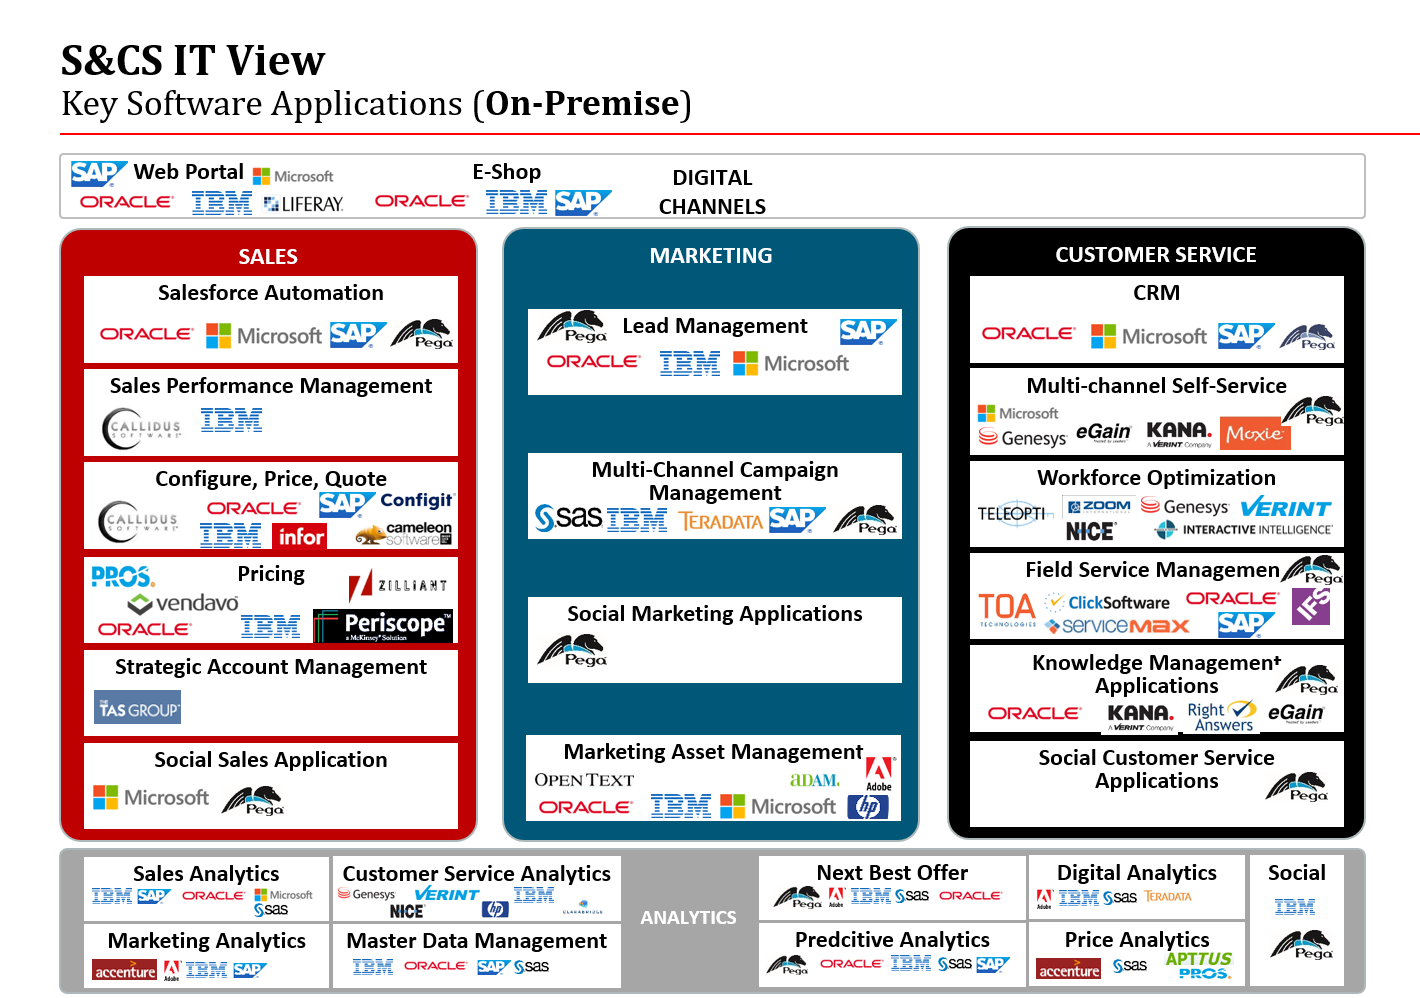 S&CS IT View
Key Software Applications (On-Premise)
SAP Web Portal Microsoft
ORACLE IBM LIFERAY.
E-Shop
ORACLE IBM SAP
DIGITAL
CHANNELS
SALES
Salesforce Automation
ORACLE Microsoft SAP Pega
Sales Performance Management
CALLIDUS SOFTWARE IBM
Configure, Price, Quote
CALLIDUS SOFTWARE ORACLE SAP Configit
IBM infor cameleon software
PROS. Pricing ZILLIANT
vendavo
ORACLE IBM Periscope™
a McKinsey Solution
Strategic Account Management
THE TAS GROUP
Social Sales Application
Microsoft Pega
MARKETING
Pega Lead Management SAP
ORACLE IBM Microsoft
Multi-Channel Campaign
Management
sas IBM TERADATA SAP Pega
Social Marketing Applications
Pega
Marketing Asset Management
OPEN TEXT ADAM. Adobe
ORACLE IBM Microsoft hp
CUSTOMER SERVICE
CRM
ORACLE Microsoft SAP Pega
Multi-channel Self-Service
Microsoft Pega
Genesys eGain KANA. Moxie
A VERINT Company
Workforce Optimization
TELEOPTI ZOOM Genesys VERINT
NICE INTERACTIVE INTELLIGENCE
Field Service Managemen Pega
TOA TECHNOLOGIES ClickSoftware ORACLE IFS
serviceMAX SAP
Knowledge Management
Applications Pega
ORACLE KANA. Right Answers eGain
A VERINT Company
Social Customer Service
Applications Pega
Sales Analytics
IBM SAP ORACLE Microsoft
sas
Customer Service Analytics
Genesys VERINT IBM
NICE hp CLARABRIDGE
Marketing Analytics
accenture Adobe IBM SAP
Master Data Management
IBM ORACLE SAP sas
ANALYTICS
Next Best Offer
Pega Adobe IBM sas ORACLE
Predcitive Analytics
Pega ORACLE IBM sas SAP
Digital Analytics
Adobe IBM sas TERADATA
Price Analytics
accenture sas APTTUS
PROS.
Social
IBM
Pega